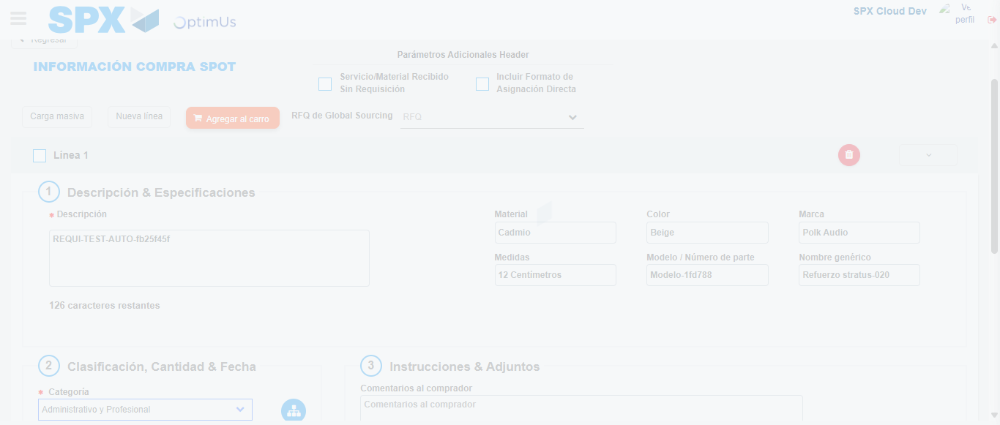 SPX
OptimUs
SPX Cloud Dev
perfil
Regresar
INFORMACIÓN COMPRA SPOT
Parámetros Adicionales Header
Servicio/Material Recibido
Sin Requisición
Incluir Formato de
Asignación Directa
Carga masiva
Nueva línea
Agregar al carro
RFQ de Global Sourcing
RFQ
Línea 1
1 Descripción & Especificaciones
* Descripción
REQUI-TEST-AUTO-fb25f45f
126 caracteres restantes
Material
Color
Marca
Cadmio
Beige
Polk Audio
Medidas
Modelo / Número de parte
Nombre genérico
12 Centímetros
Modelo-1fd788
Refuerzo stratus-020
2 Clasificación, Cantidad & Fecha
* Categoría
Administrativo y Profesional
3 Instrucciones & Adjuntos
Comentarios al comprador
Comentarios al comprador